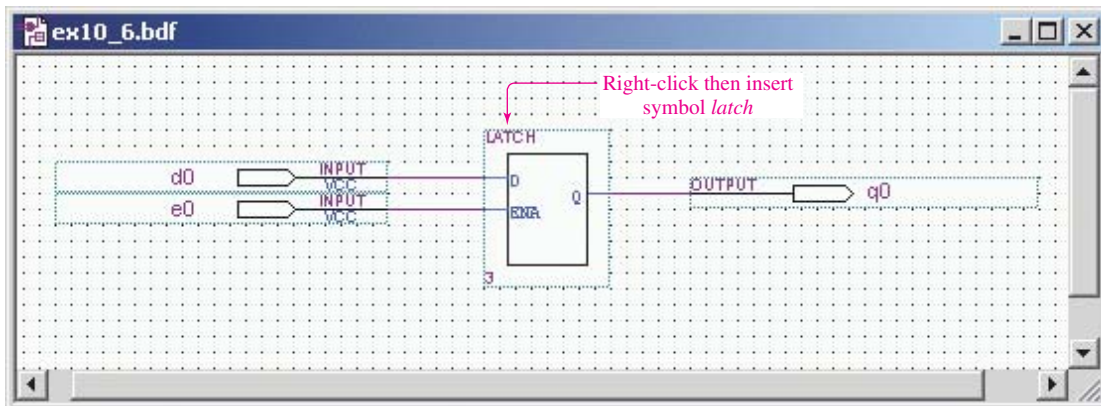 ex10_6.bdf
Right-click then insert
symbol latch
LATCH
d0
INPUT
VCC
D
Q
OUTPUT
q0
e0
INPUT
VCC
ENA
3